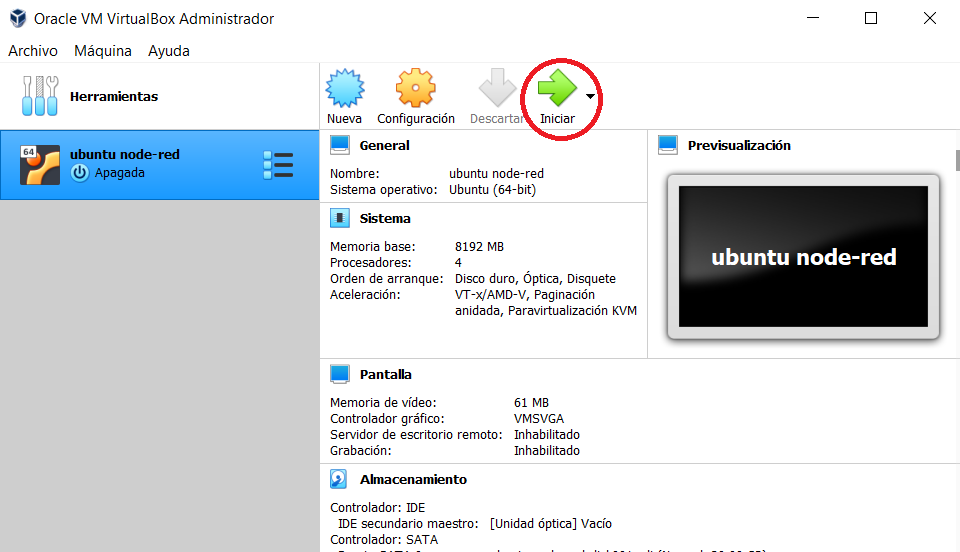 Oracle VM VirtualBox Administrador
Archivo Máquina Ayuda
Herramientas
Nueva Configuración Descartar Iniciar
64
ubuntu node-red
Apagada
General
Nombre: ubuntu node-red
Sistema operativo: Ubuntu (64-bit)
Previsualización
ubuntu node-red
Sistema
Memoria base: 8192 MB
Procesadores: 4
Orden de arranque: Disco duro, Óptica, Disquete
Aceleración: VT-x/AMD-V, Paginación
anidada, Paravirtualización KVM
Pantalla
Memoria de vídeo: 61 MB
Controlador gráfico: VMSVGA
Servidor de escritorio remoto: Inhabilitado
Grabación: Inhabilitado
Almacenamiento
Controlador: IDE
IDE secundario maestro: [Unidad óptica] Vacío
Controlador: SATA